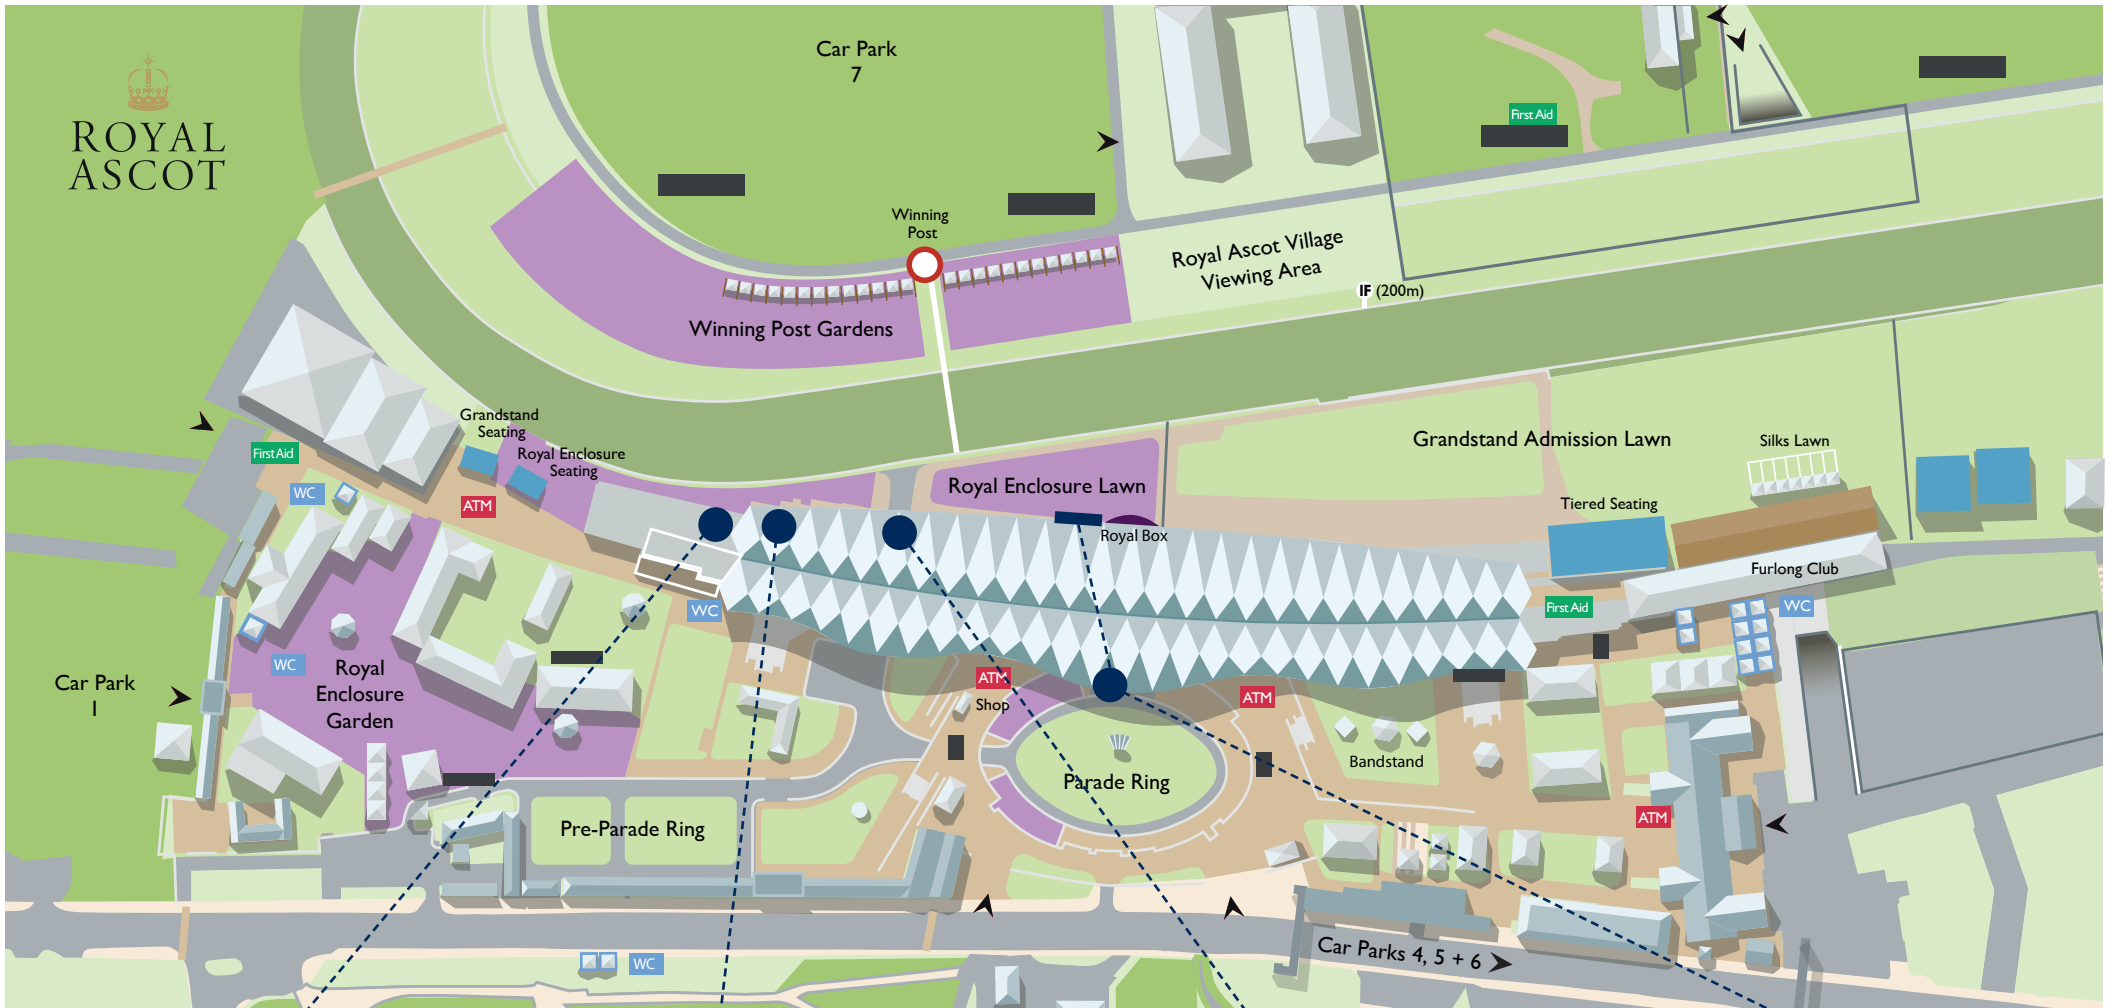 ROYAL
ASCOT
Car Park
7
First Aid
Winning
Post
Royal Ascot Village
Viewing Area
IF (200m)
Winning Post Gardens
Grandstand
Seating
Royal Enclosure
Seating
First Aid
WC
ATM
Royal Enclosure Lawn
Royal Box
Grandstand Admission Lawn
Silks Lawn
Tiered Seating
Furlong Club
First Aid
WC
WC
WC
Royal
Enclosure
Garden
Car Park
1
ATM
Shop
ATM
Parade Ring
Bandstand
ATM
Pre-Parade Ring
WC
Car Parks 4, 5 + 6